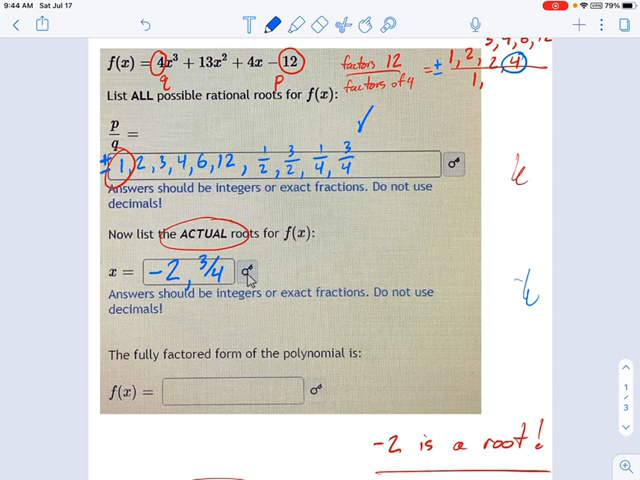 9:44 AM Sat Jul 17
79%
f(x) = 4x³ + 13x² + 4x − 12
q
p
factors 12
factors of 4
= ± 1, 2, 3, 4, 6, 12
1, 2, 4
List ALL possible rational roots for f(x):
p/q =
± 1, 2, 3, 4, 6, 12, 1/2, 3/2, 1/4, 3/4
Answers should be integers or exact fractions. Do not use
decimals!
Now list the ACTUAL roots for f(x):
x = −2, 3/4
Answers should be integers or exact fractions. Do not use
decimals!
The fully factored form of the polynomial is:
f(x) =
-2 is a root!
1
3